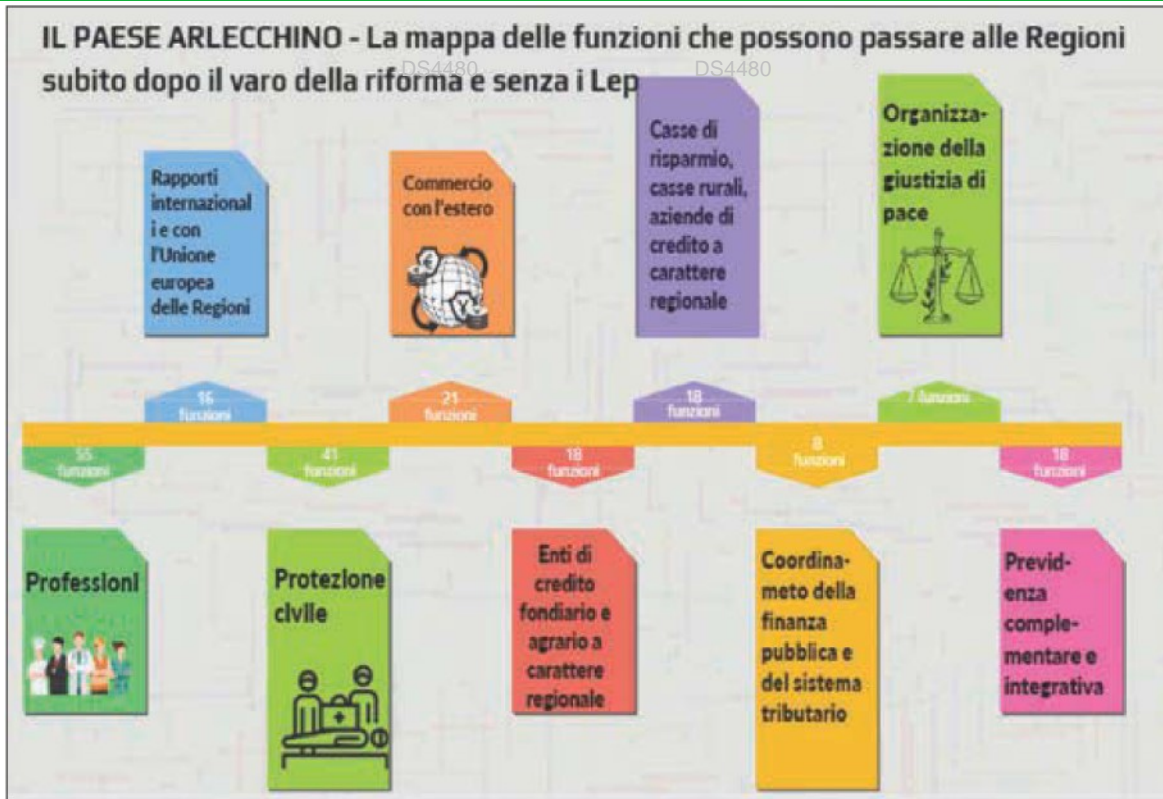 IL PAESE ARLECCHINO - La mappa delle funzioni che possono passare alle Regioni
subito dopo il varo della riforma e senza i Lep
DS4480
DS4480
Rapporti
internazional
i e con
l'Unione
europea
delle Regioni
Commercio
con l'estero
Casse di
risparmio,
casse rurali,
aziende di
credito a
carattere
regionale
Organizza-
zione della
giustizia di
pace
16
funzioni
21
funzioni
18
funzioni
7 funzioni
55
funzioni
41
funzioni
18
funzioni
8
funzioni
18
funzioni
Professioni
Protezione
civile
Enti di
credito
fondiario e
agrario a
carattere
regionale
Coordina-
meto della
finanza
pubblica e
del sistema
tributario
Previd-
enza
comple-
mentare e
integrativa